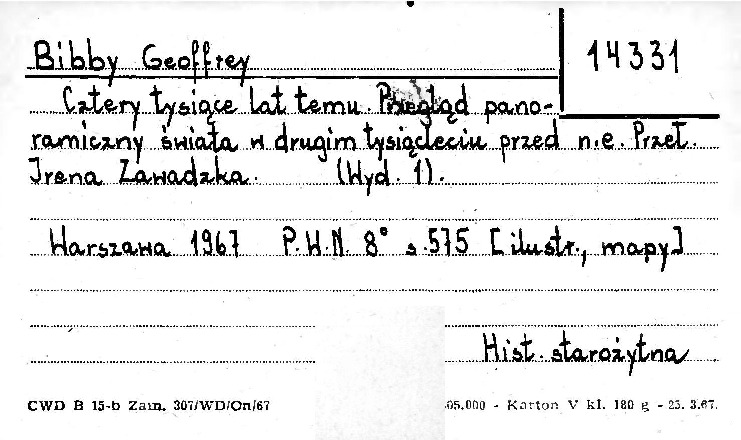 Bibby Geoffrey
14331
Cztery tysiące lat temu. Przegląd pano-
ramiczny świata w drugim tysiącleciu przed n.e. Przeł.
Irena Zawadzka. (Wyd. 1).
Warszawa 1967 P.W.N. 8° s.575 [ilustr., mapy]
Hist. starożytna
CWD B 15-b Zam. 307/WD/On/67
05.000 - Karton V kl. 180 g - 25. 3.67.